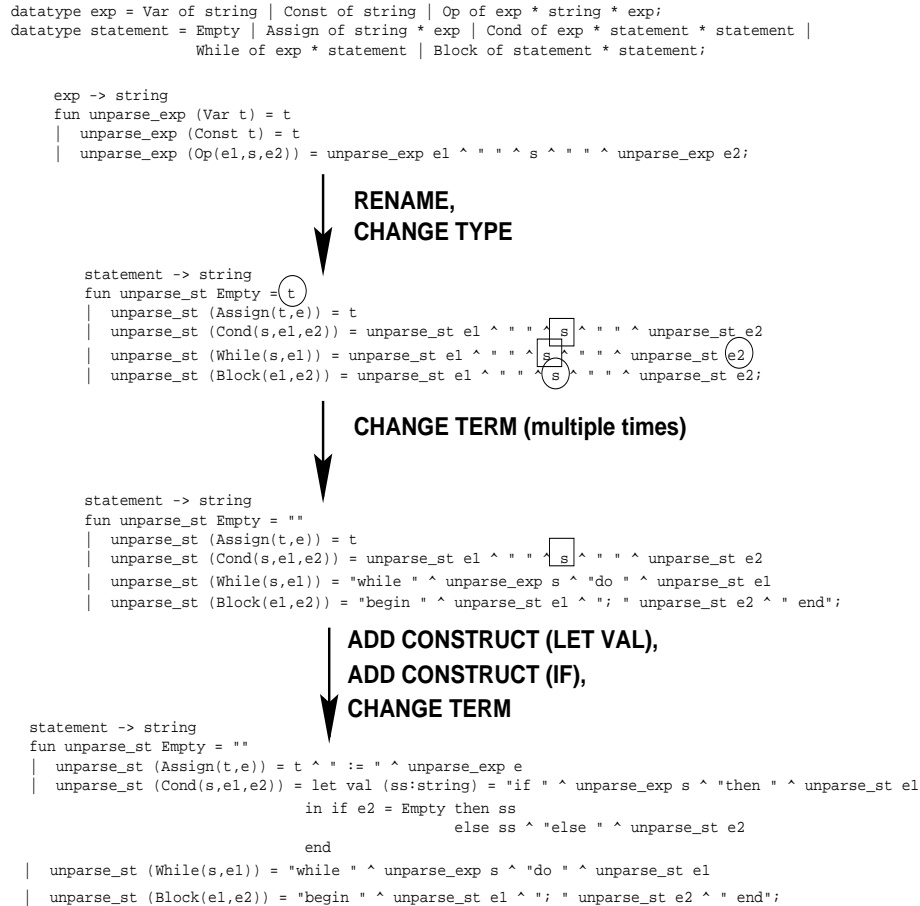 datatype exp = Var of string | Const of string | Op of exp * string * exp;
datatype statement = Empty | Assign of string * exp | Cond of exp * statement * statement |
While of exp * statement | Block of statement * statement;
exp -> string
fun unparse_exp (Var t) = t
| unparse_exp (Const t) = t
| unparse_exp (Op(e1,s,e2)) = unparse_exp e1 ^ " " ^ s ^ " " ^ unparse_exp e2;
RENAME,
CHANGE TYPE
statement -> string
fun unparse_st Empty = t
| unparse_st (Assign(t,e)) = t
| unparse_st (Cond(s,e1,e2)) = unparse_st e1 ^ " " ^ s ^ " " ^ unparse_st e2
| unparse_st (While(s,e1)) = unparse_st e1 ^ " " ^ s ^ " " ^ unparse_st e2
| unparse_st (Block(e1,e2)) = unparse_st e1 ^ " " ^ s ^ " " ^ unparse_st e2;
CHANGE TERM (multiple times)
statement -> string
fun unparse_st Empty = ""
| unparse_st (Assign(t,e)) = t
| unparse_st (Cond(s,e1,e2)) = unparse_st e1 ^ " " ^ s ^ " " ^ unparse_st e2
| unparse_st (While(s,e1)) = "while " ^ unparse_exp s ^ "do " ^ unparse_st e1
| unparse_st (Block(e1,e2)) = "begin " ^ unparse_st e1 ^ "; " unparse_st e2 ^ " end";
ADD CONSTRUCT (LET VAL),
ADD CONSTRUCT (IF),
CHANGE TERM
statement -> string
fun unparse_st Empty = ""
| unparse_st (Assign(t,e)) = t ^ " := " ^ unparse_exp e
| unparse_st (Cond(s,e1,e2)) = let val (ss:string) = "if " ^ unparse_exp s ^ "then " ^ unparse_st e1
in if e2 = Empty then ss
else ss ^ "else " ^ unparse_st e2
end
| unparse_st (While(s,e1)) = "while " ^ unparse_exp s ^ "do " ^ unparse_st e1
| unparse_st (Block(e1,e2)) = "begin " ^ unparse_st e1 ^ "; " unparse_st e2 ^ " end";